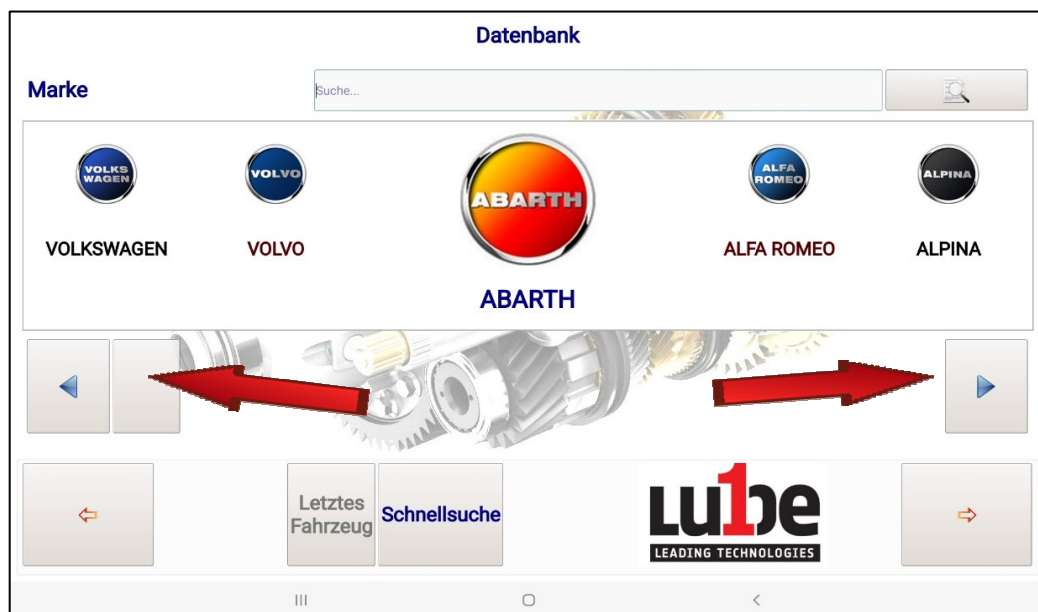 Datenbank
Marke
Suche...
VOLKS
WAGEN
VOLVO
ABARTH
ALFA
ROMEO
ALPINA
VOLKSWAGEN
VOLVO
ABARTH
ALFA ROMEO
ALPINA
Letztes
Fahrzeug
Schnellsuche
Lu1be
LEADING TECHNOLOGIES